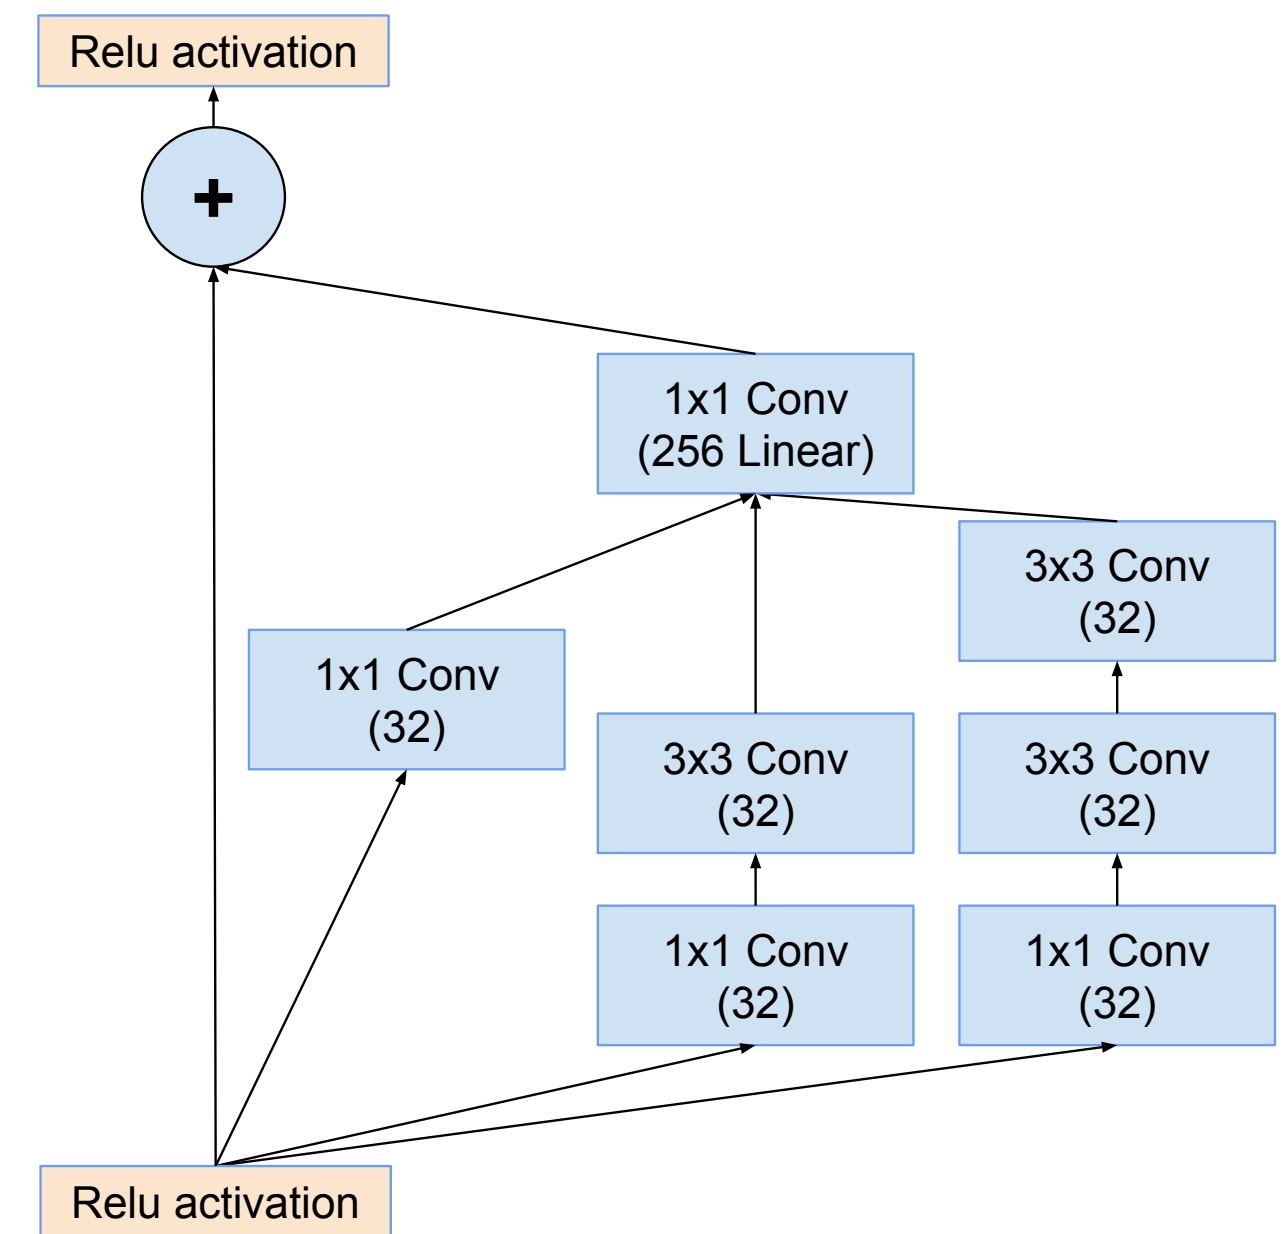 Relu activation
+
1x1 Conv
(256 Linear)
3x3 Conv
(32)
1x1 Conv
(32)
3x3 Conv
(32)
3x3 Conv
(32)
1x1 Conv
(32)
1x1 Conv
(32)
Relu activation